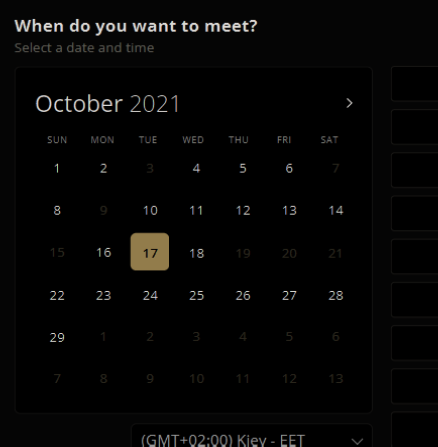 When do you want to meet?
Select a date and time
October 2021
SUN MON TUE WED THU FRI SAT
1 2 3 4 5 6 7
8 9 10 11 12 13 14
15 16 17 18 19 20 21
22 23 24 25 26 27 28
29 1 2 3 4 5 6
7 8 9 10 11 12 13
(GMT+02:00) Kiev - EET